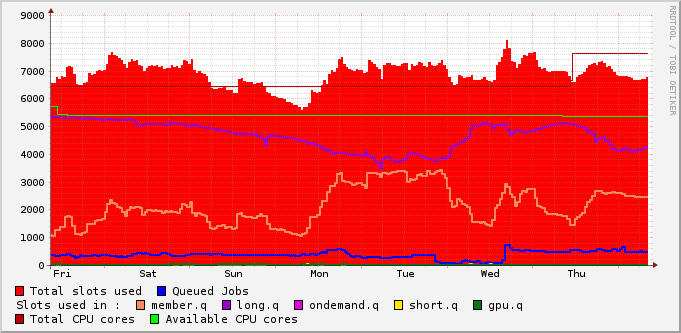 9000
8000
7000
6000
5000
4000
3000
2000
1000
0
Fri Sat Sun Mon Tue Wed Thu
RRDTOOL / TOBI OETIKER
Total slots used Queued Jobs
Slots used in : member.q long.q ondemand.q short.q gpu.q
Total CPU cores Available CPU cores